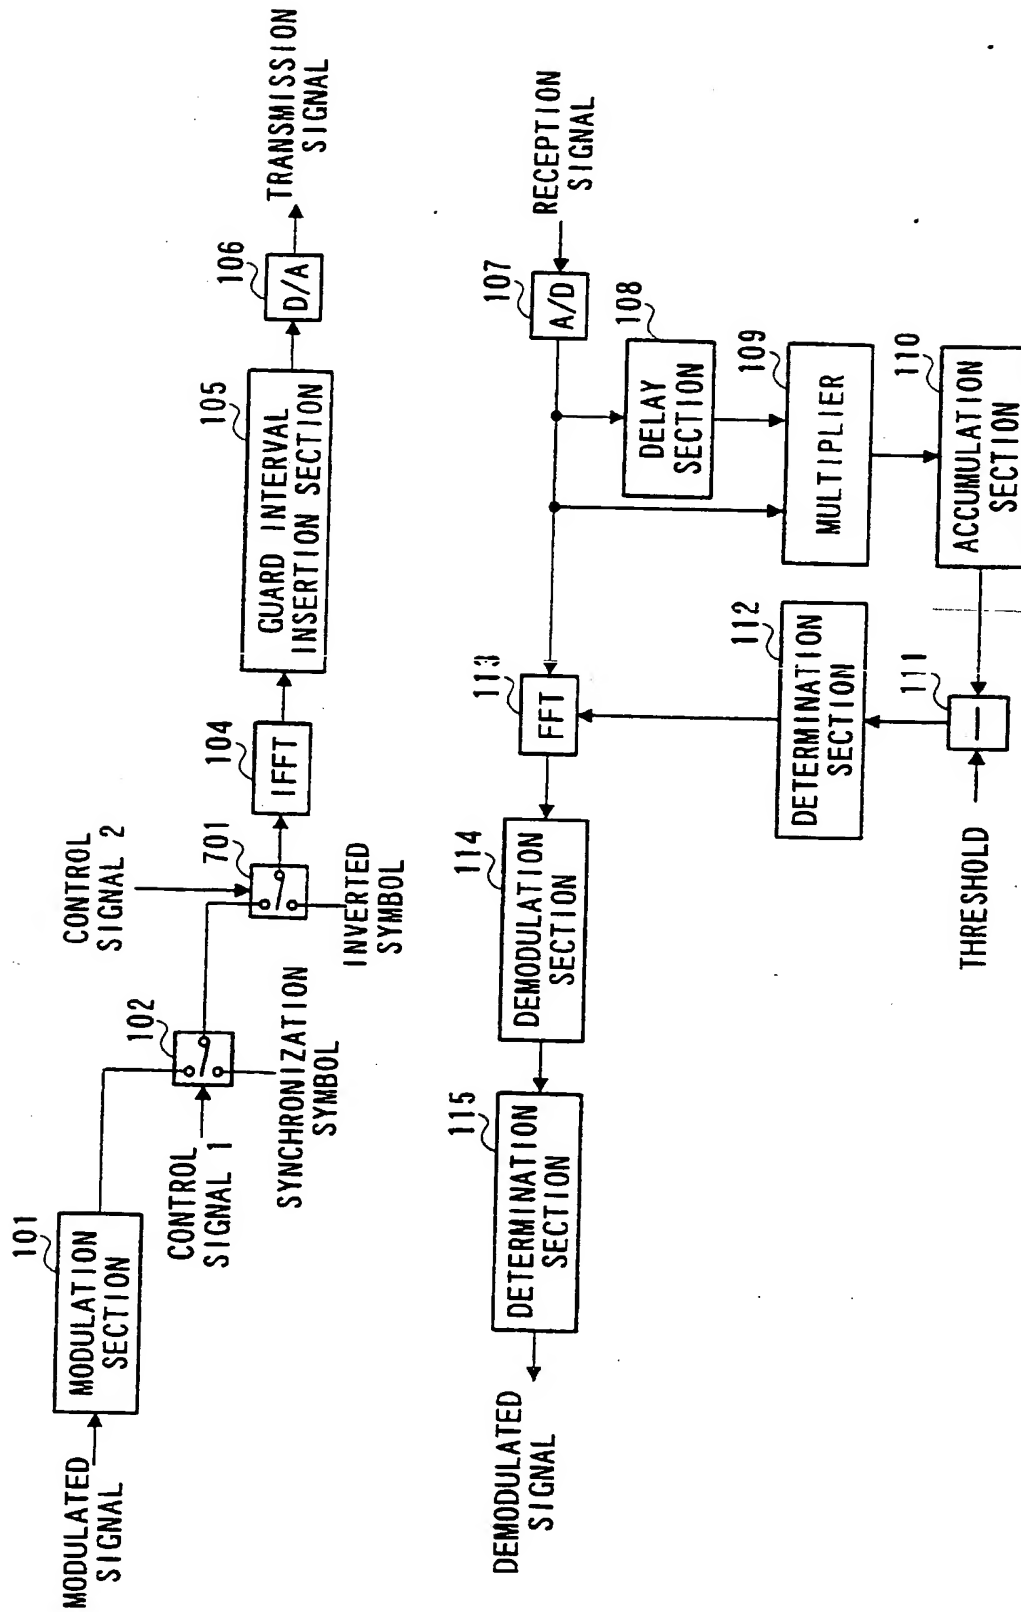 MODULATED
SIGNAL
101
MODULATION
SECTION
102
CONTROL
SIGNAL 1
SYNCHRONIZATION
SYMBOL
CONTROL
SIGNAL 2
701
INVERTED
SYMBOL
104
IFFT
105
GUARD INTERVAL
INSERTION SECTION
106
D/A
TRANSMISSION
SIGNAL
RECEPTION
SIGNAL
107
A/D
108
DELAY
SECTION
109
MULTIPLIER
110
ACCUMULATION
SECTION
111
THRESHOLD
112
DETERMINATION
SECTION
113
FFT
114
DEMODULATION
SECTION
115
DETERMINATION
SECTION
DEMODULATED
SIGNAL